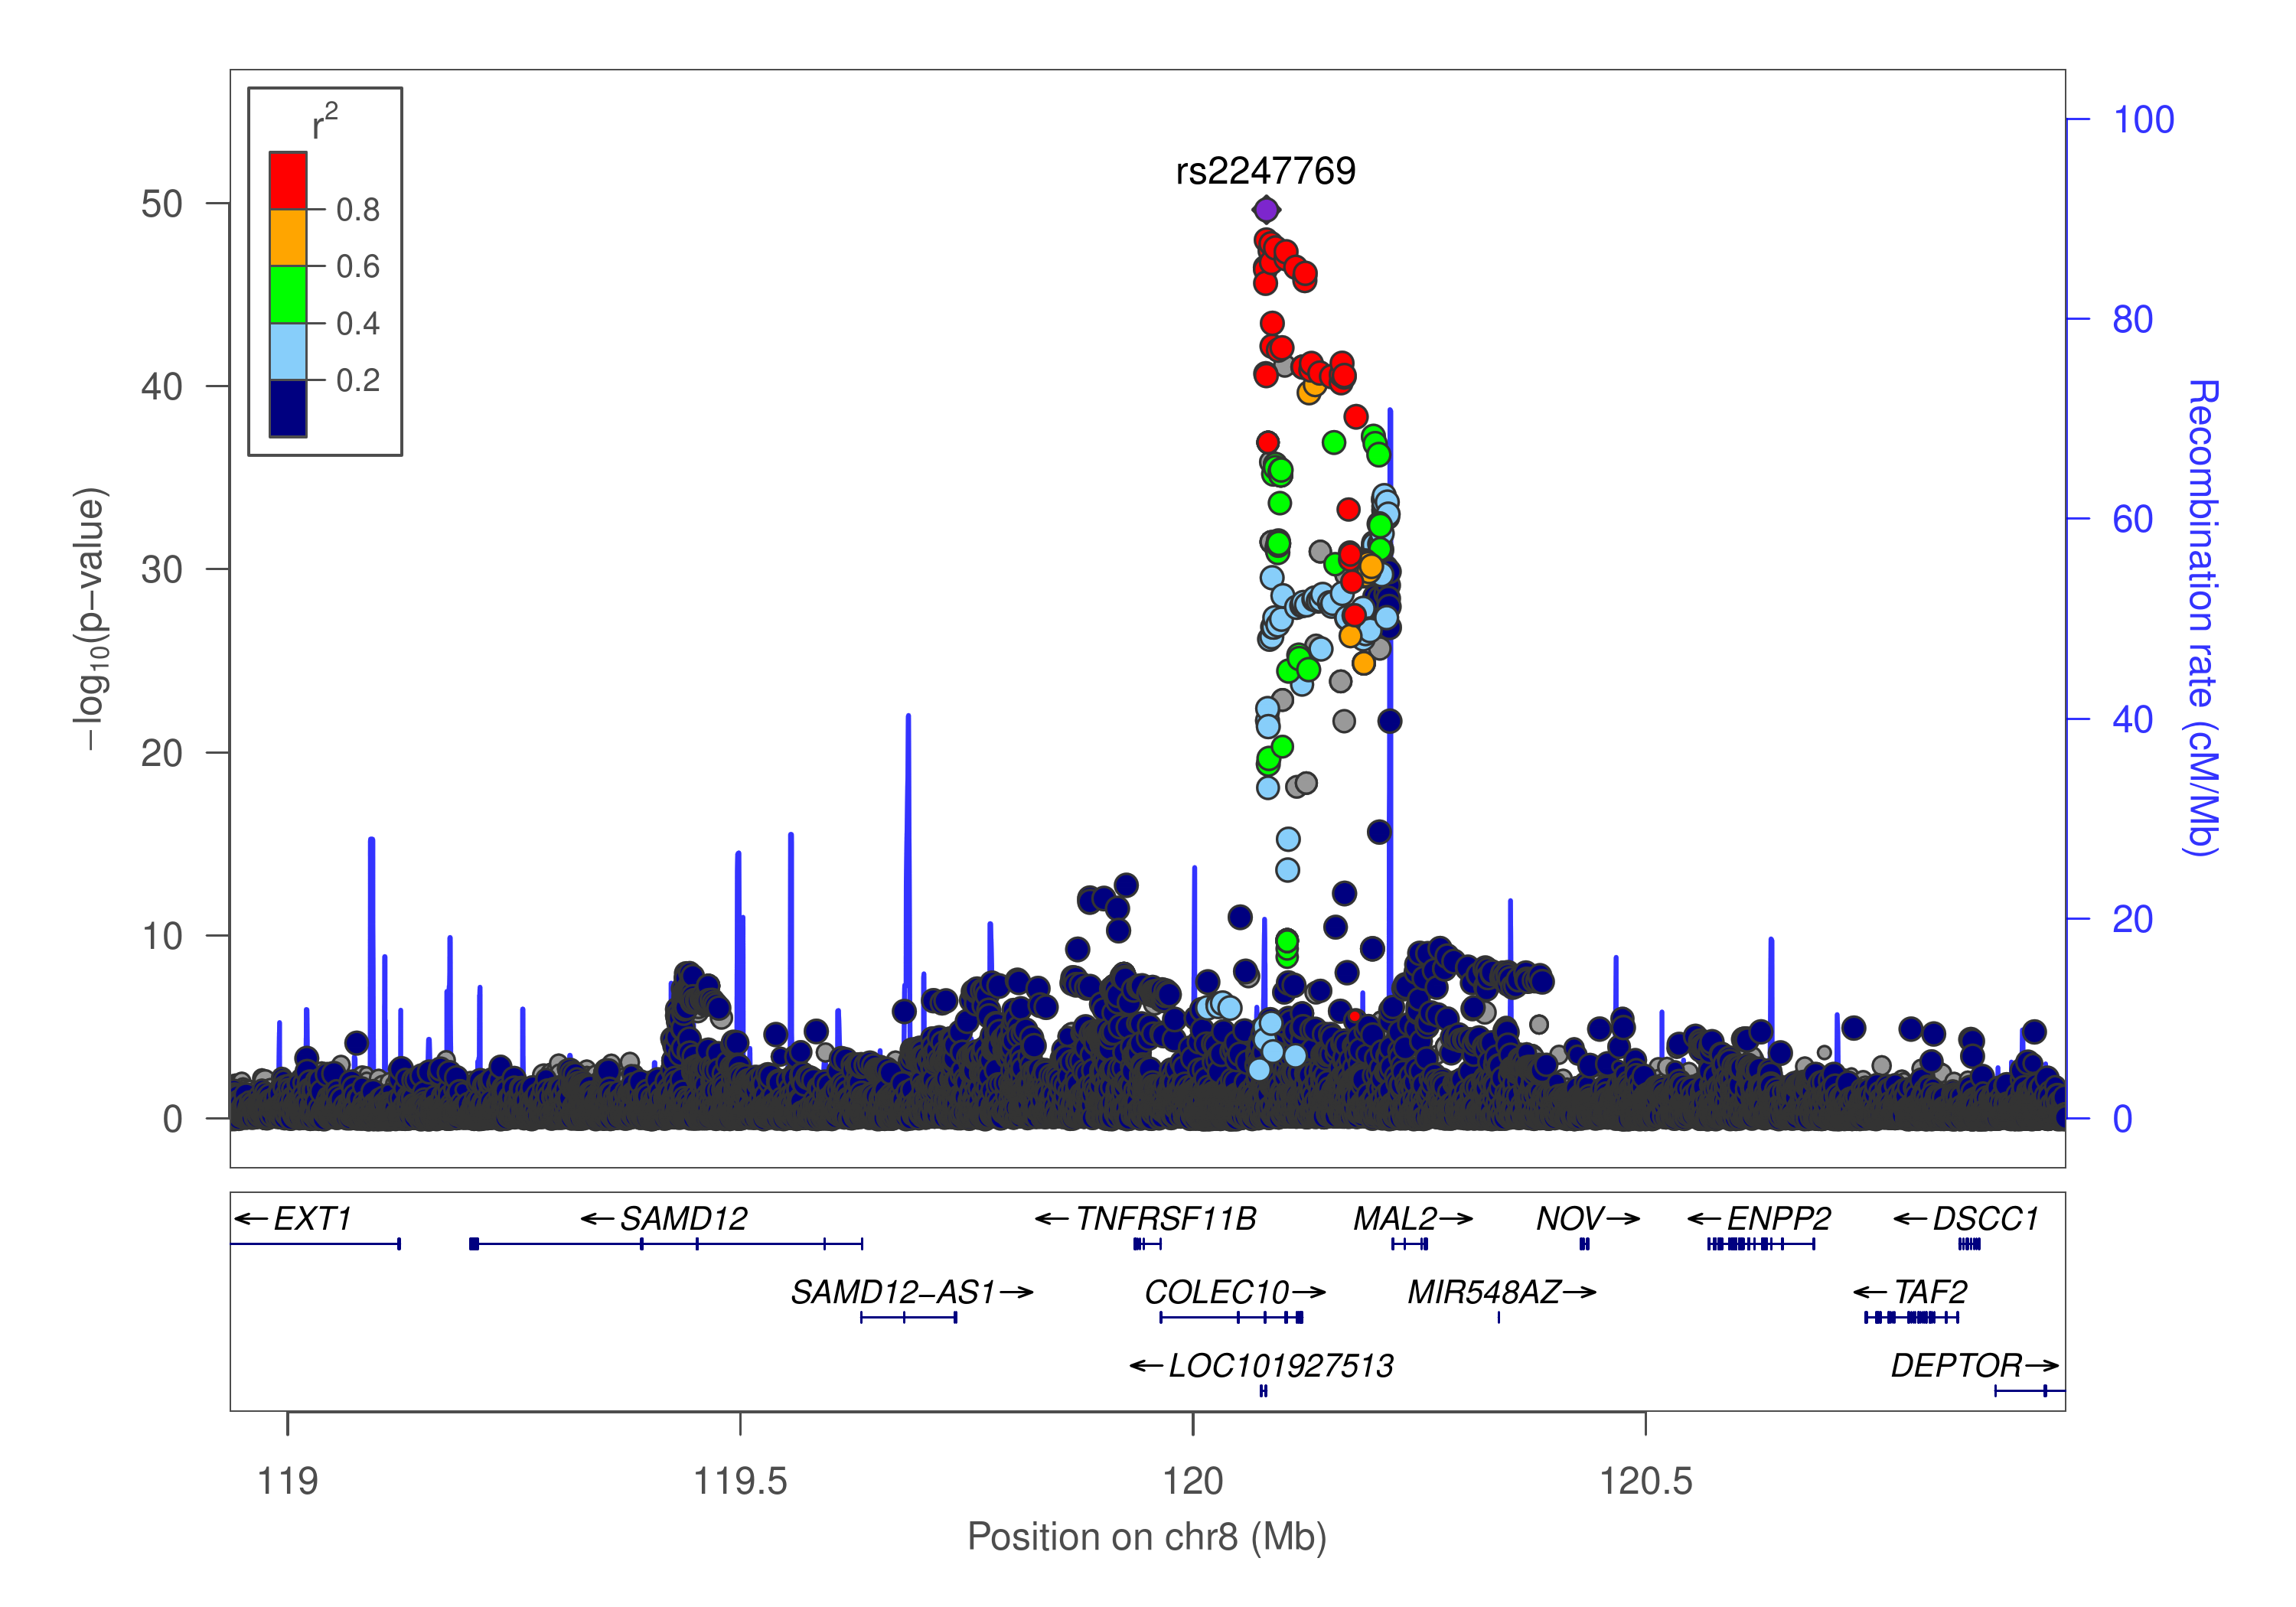 r2
0.8
0.6
0.4
0.2
rs2247769
50
40
30
20
10
0
−log10(p−value)
100
80
60
40
20
0
Recombination rate (cM/Mb)
←EXT1
←SAMD12
←TNFRSF11B
MAL2→
NOV→
←ENPP2
←DSCC1
SAMD12−AS1→
COLEC10→
MIR548AZ→
←TAF2
←LOC101927513
DEPTOR→
119
119.5
120
120.5
Position on chr8 (Mb)